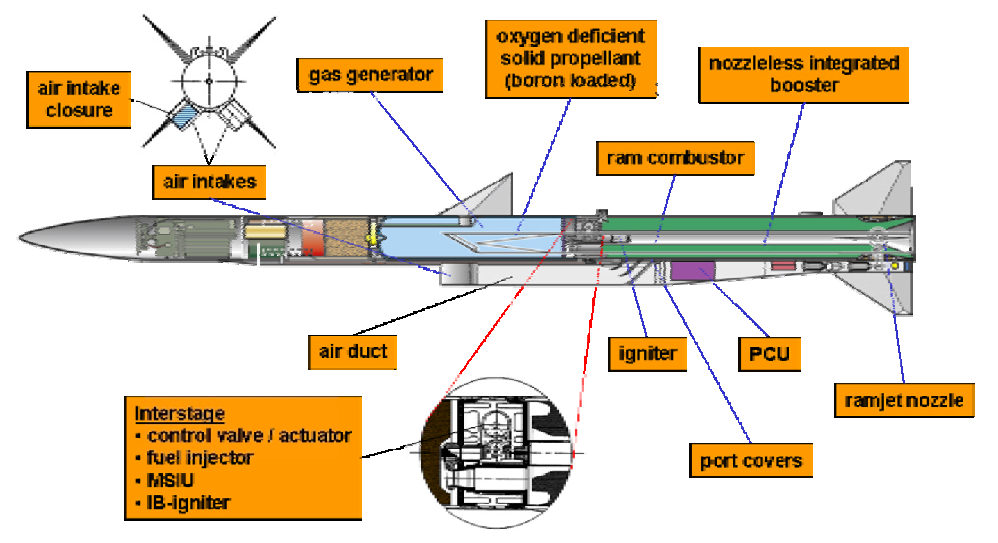 oxygen deficient
solid propellant
(boron loaded)
gas generator
nozzleless integrated
booster
air intake
closure
ram combustor
air intakes
air duct
igniter
PCU
ramjet nozzle
Interstage
• control valve / actuator
• fuel injector
• MSIU
• IB-igniter
port covers